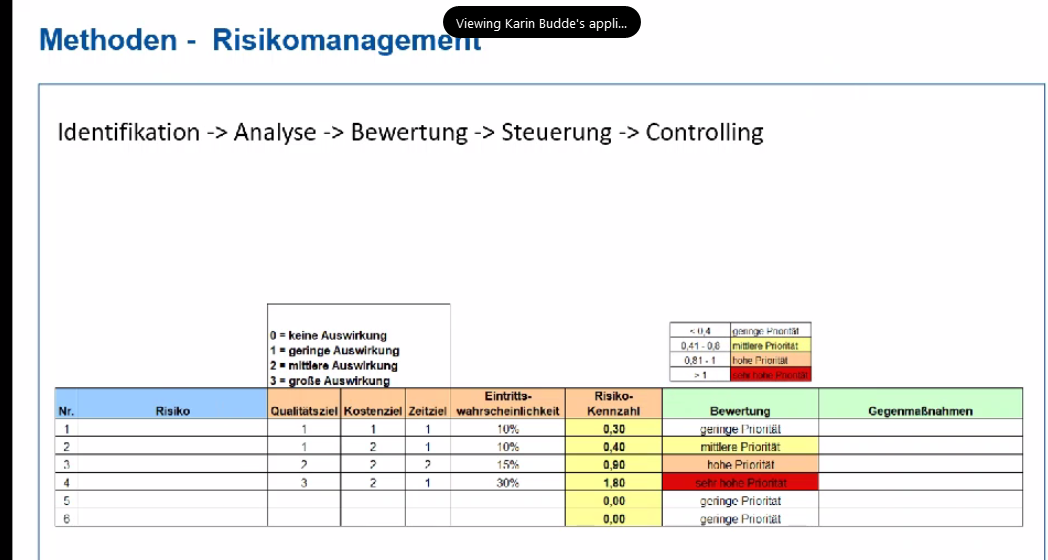 Viewing Karin Budde's appli...
Methoden - Risikomanagement
Identifikation -> Analyse -> Bewertung -> Steuerung -> Controlling
0 = keine Auswirkung
1 = geringe Auswirkung
2 = mittlere Auswirkung
3 = große Auswirkung
< 0,4 geringe Priorität
0,41 - 0,8 mittlere Priorität
0,81 - 1 hohe Priorität
> 1 sehr hohe Priorität
Nr. Risiko Qualitätsziel Kostenziel Zeitziel Eintritts-wahrscheinlichkeit Risiko-Kennzahl Bewertung Gegenmaßnahmen
1 1 1 1 10% 0,30 geringe Priorität
2 1 2 1 10% 0,40 mittlere Priorität
3 2 2 2 15% 0,90 hohe Priorität
4 3 2 1 30% 1,80 sehr hohe Priorität
5 0,00 geringe Priorität
6 0,00 geringe Priorität